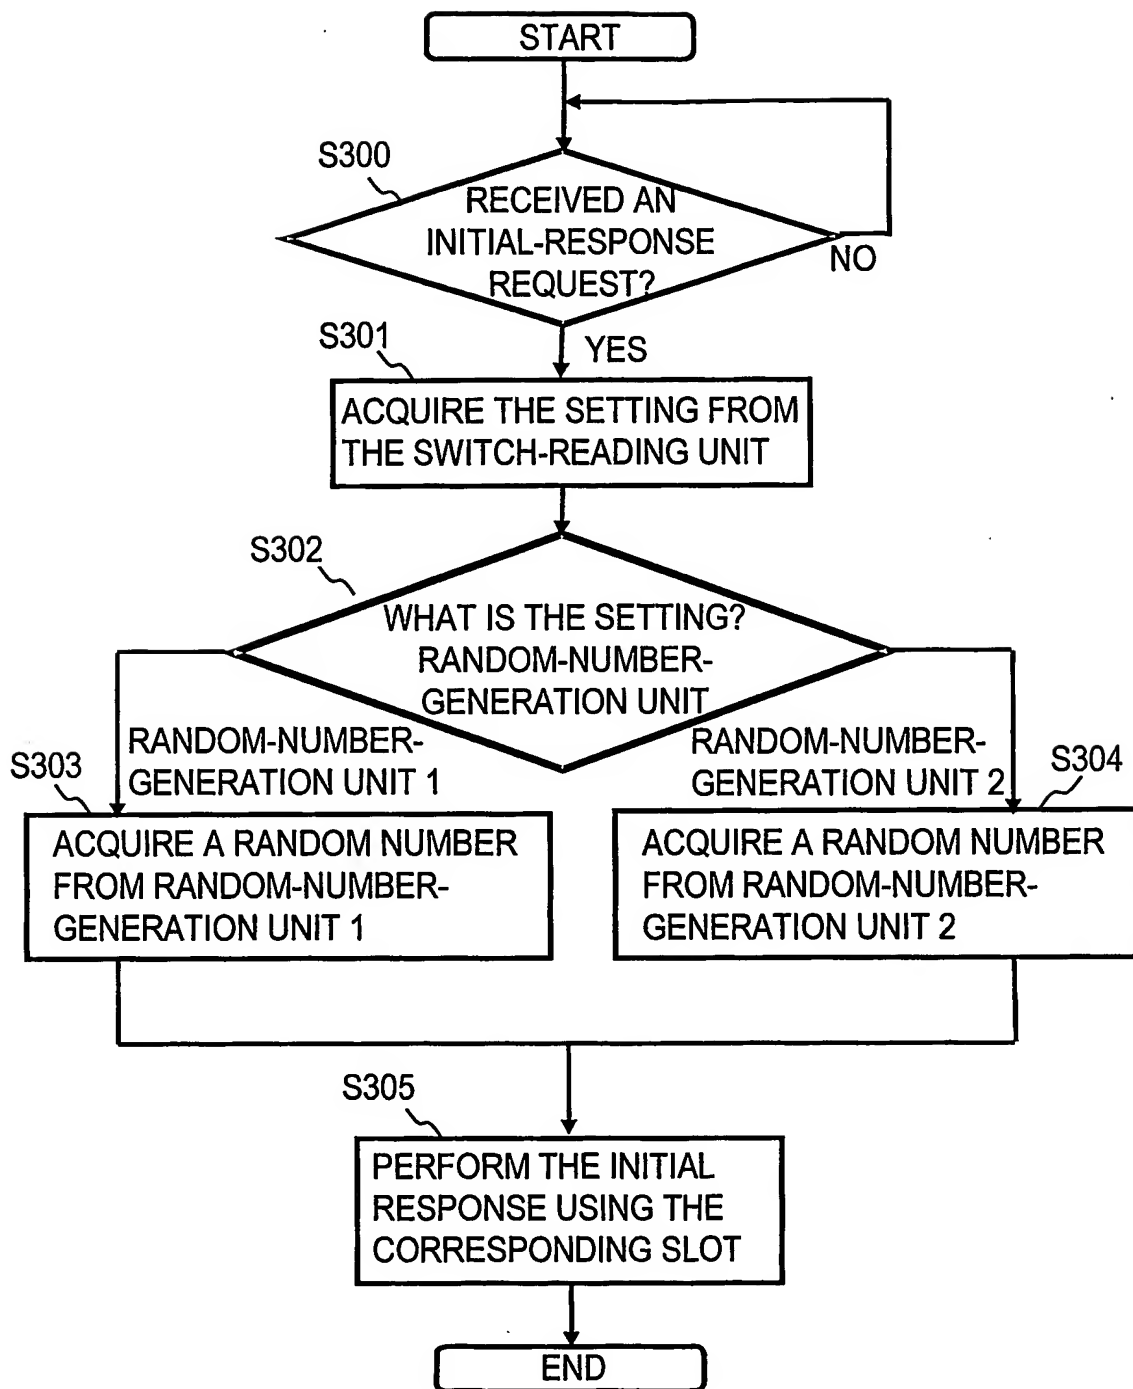 START
S300
RECEIVED AN
INITIAL-RESPONSE
REQUEST?
NO
S301
YES
ACQUIRE THE SETTING FROM
THE SWITCH-READING UNIT
S302
WHAT IS THE SETTING?
RANDOM-NUMBER-
GENERATION UNIT
RANDOM-NUMBER-
GENERATION UNIT 1
RANDOM-NUMBER-
GENERATION UNIT 2
S303
ACQUIRE A RANDOM NUMBER
FROM RANDOM-NUMBER-
GENERATION UNIT 1
S304
ACQUIRE A RANDOM NUMBER
FROM RANDOM-NUMBER-
GENERATION UNIT 2
S305
PERFORM THE INITIAL
RESPONSE USING THE
CORRESPONDING SLOT
END